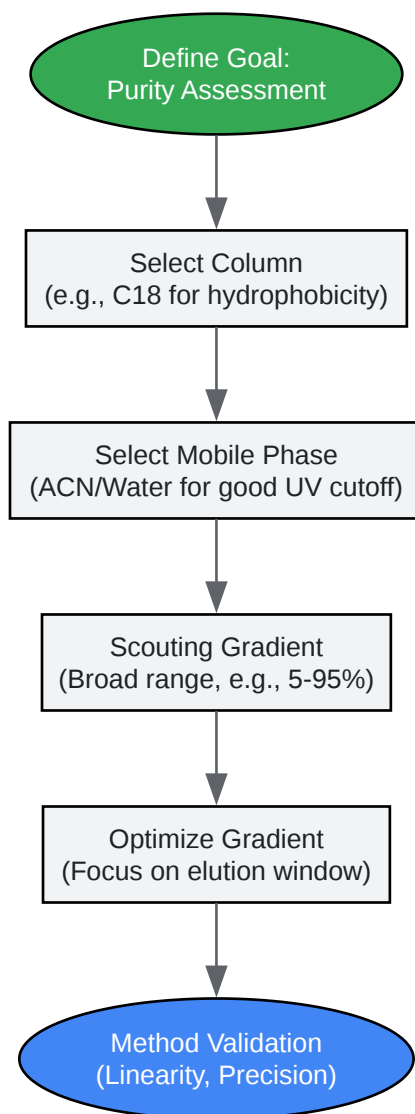 Define Goal:
Purity Assessment
Select Column
(e.g., C18 for hydrophobicity)
Select Mobile Phase
(ACN/Water for good UV cutoff)
Scouting Gradient
(Broad range, e.g., 5-95%)
Optimize Gradient
(Focus on elution window)
Method Validation
(Linearity, Precision)